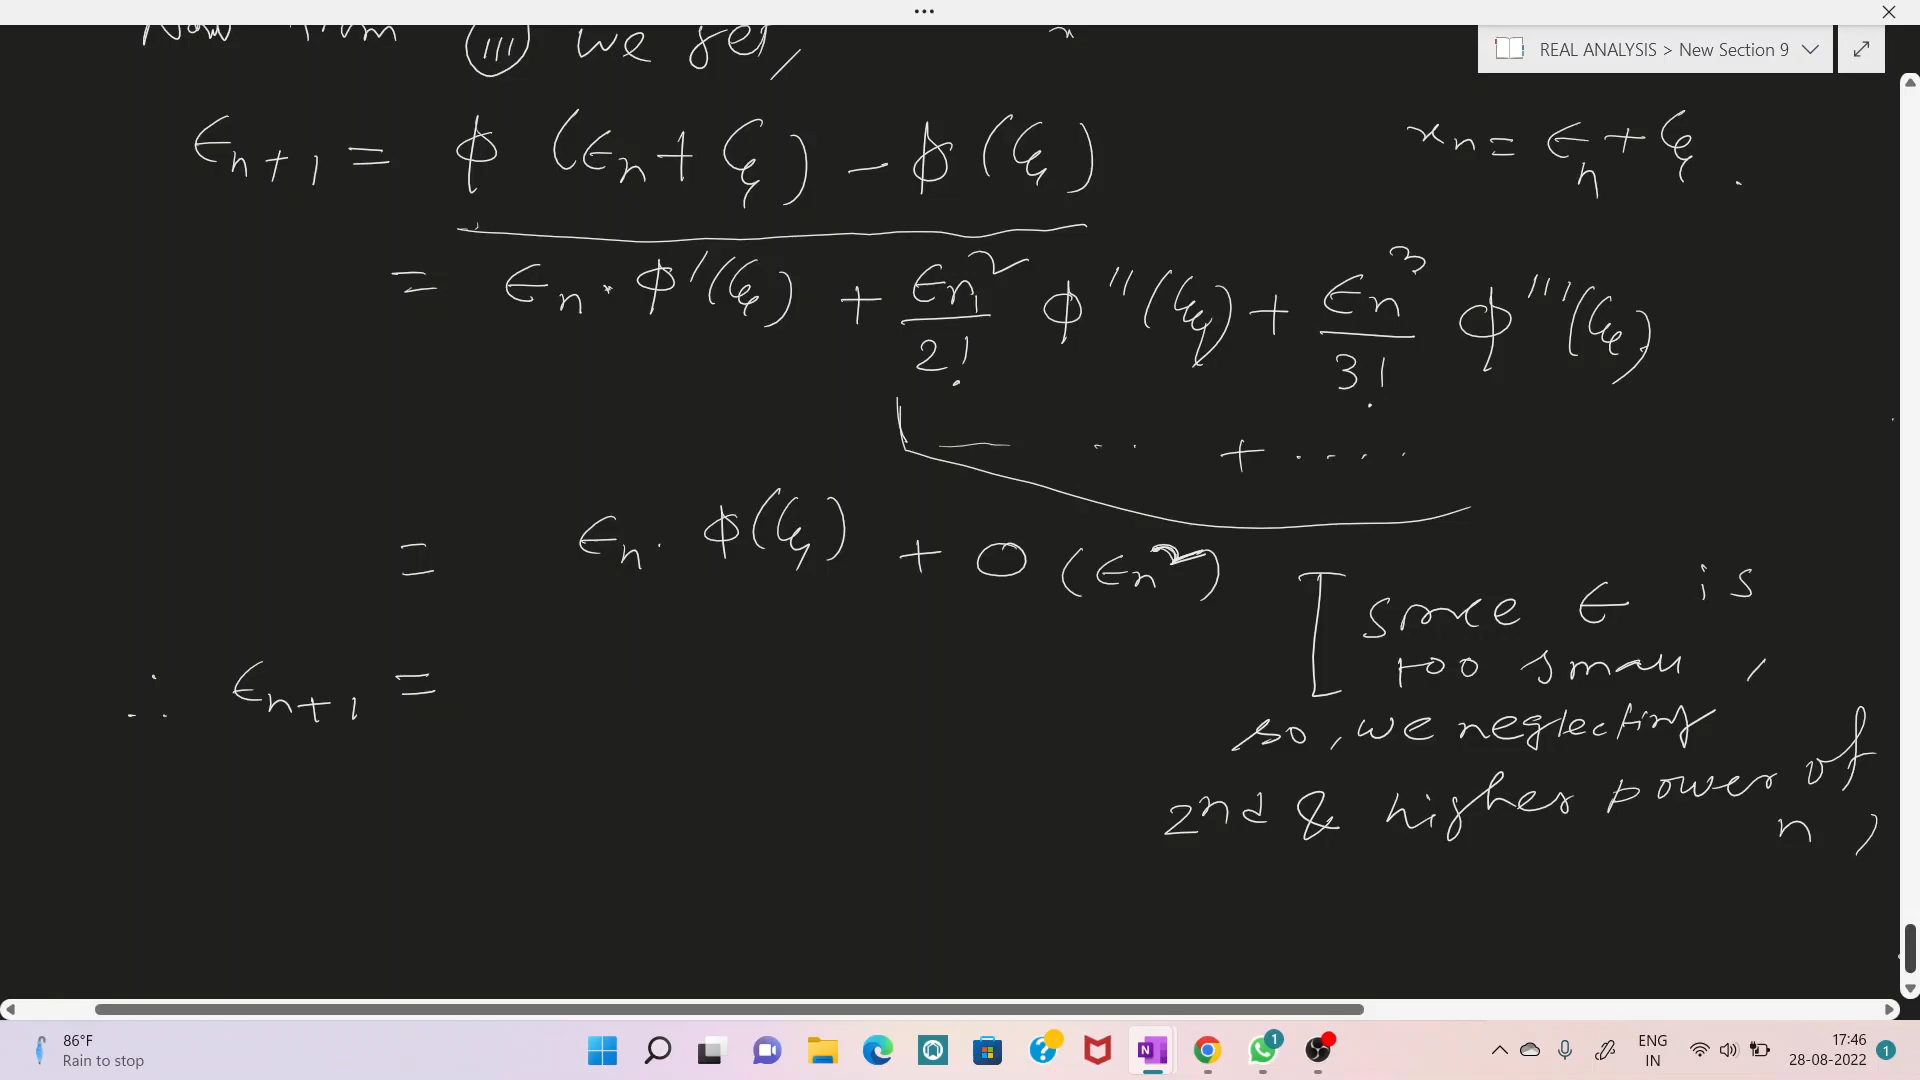 Now from (iii) we get,
REAL ANALYSIS > New Section 9
ϵn+1 = ϕ (ϵn + ξ) - ϕ (ξ)
xn = ϵn + ξ .
= ϵn . ϕ'(ξ) + ϵn²/2! ϕ''(ξ) + ϵn³/3! ϕ'''(ξ)
+ ....
= ϵn . ϕ(ξ) + O (ϵn²)
[ since ϵ is
too small ,
∴ ϵn+1 =
so, we neglecting
2nd & higher power of
n ,
86°F
Rain to stop
ENG
IN
17:46
28-08-2022
1
1